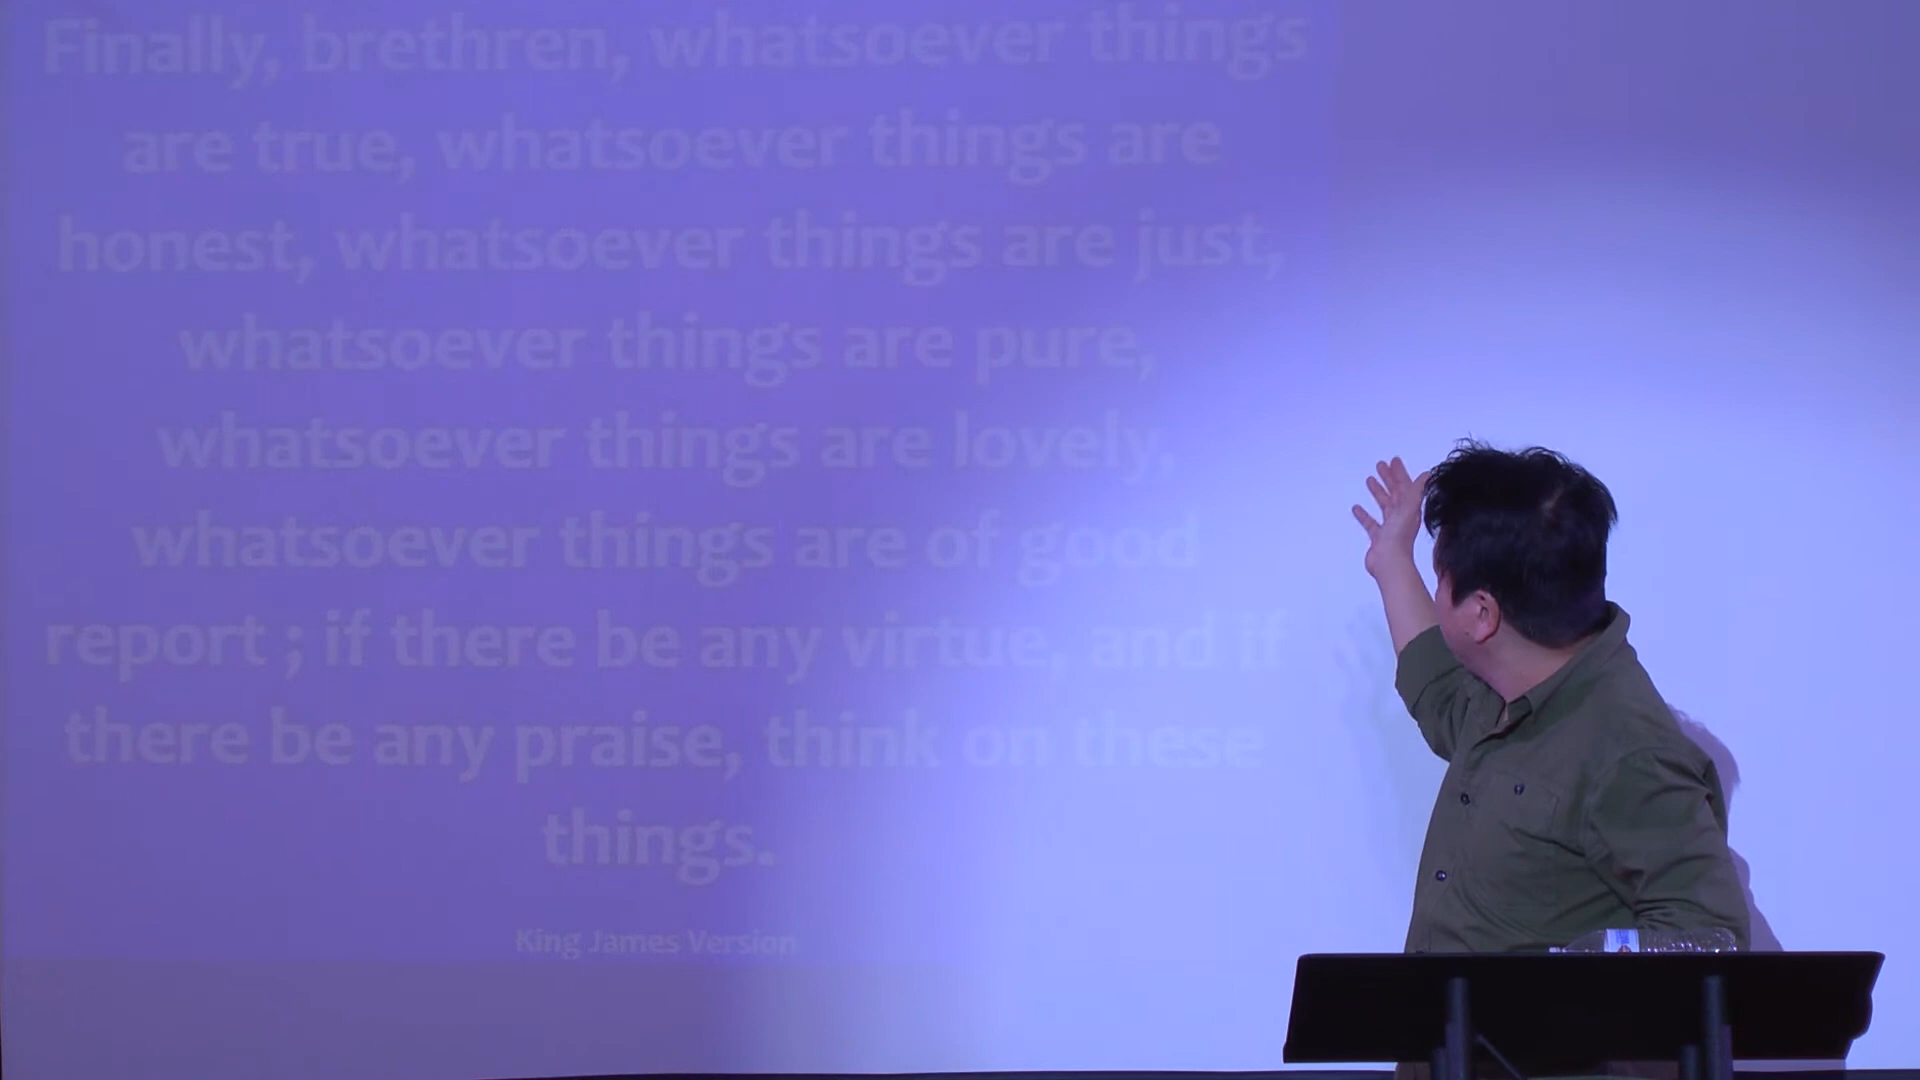 Finally, brethren, whatsoever things
are true, whatsoever things are
honest, whatsoever things are just,
whatsoever things are pure,
whatsoever things are lovely,
whatsoever things are of good
report ; if there be any virtue, and if
there be any praise, think on these
things.
King James Version